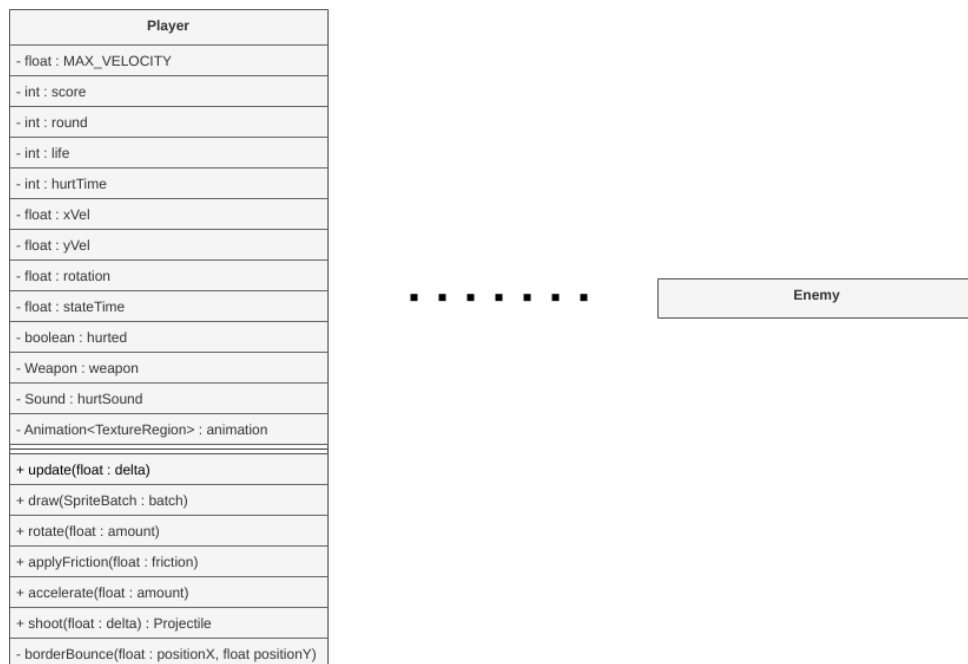 Player
- float : MAX_VELOCITY
- int : score
- int : round
- int : life
- int : hurtTime
- float : xVel
- float : yVel
- float : rotation
- float : stateTime
- boolean : hurted
- Weapon : weapon
- Sound : hurtSound
- Animation<TextureRegion> : animation
+ update(float : delta)
+ draw(SpriteBatch : batch)
+ rotate(float : amount)
+ applyFriction(float : friction)
+ accelerate(float : amount)
+ shoot(float : delta) : Projectile
- borderBounce(float : positionX, float positionY)
Enemy